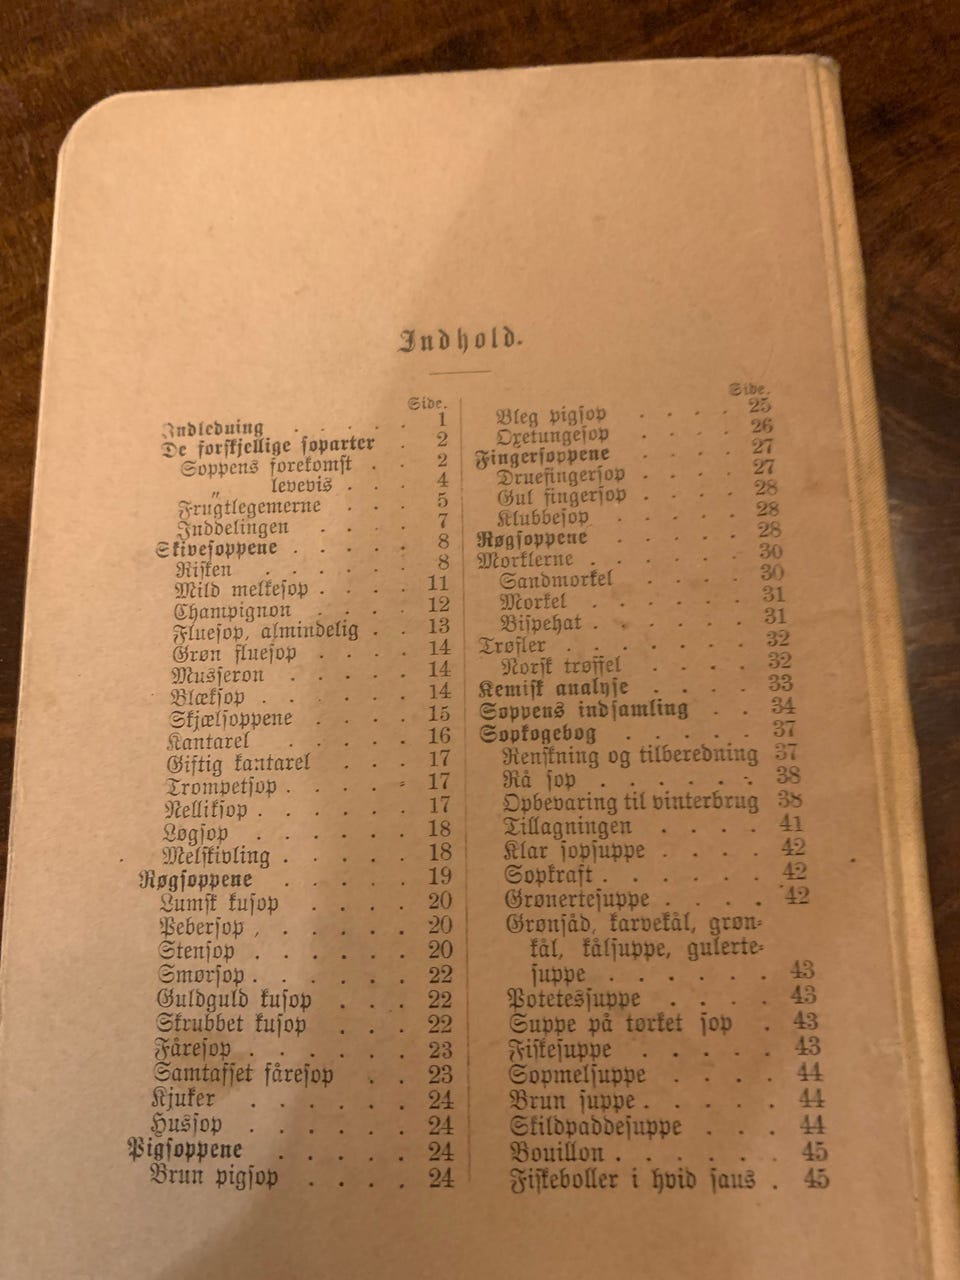 Indhold.
Side.
Indledning . . . . . 1
De forskjellige soparter . 2
Soppens forekomst . . 2
„ levevis . . . 4
Frugtlegemerne . . . 5
Inddelingen . . . . 7
Skivesoppene . . . . . 8
Risken . . . . . . 8
Mild melkesop . . . . 11
Champignon . . . . 12
Fluesop, almindelig . . 13
Grøn fluesop . . . . 14
Musseron . . . . . 14
Blæksop . . . . . 14
Skjælsoppene . . . . 15
Kantarel . . . . . 16
Giftig kantarel . . . 17
Trompetsop . . . . . 17
Nelliksop . . . . . . 17
Løgsop . . . . . . 18
Melskivling . . . . . 18
Røgsoppene . . . . . 19
Lumsk kusop . . . . 20
Pebersop , . . . . . 20
Stensop . . . . . . 20
Smørsop . . . . . . 22
Guldguld kusop . . . 22
Skrubbet kusop . . . 22
Fåresop . . . . . . 23
Samtaset fåresop . . 23
Kjuker . . . . . . 24
Hussop . . . . . . 24
Pigsoppene . . . . . 24
Brun pigsop . . . . 24
Side.
Bleg pigsop . . . . 25
Oxetungesop . . . . 26
Fingersoppene . . . . 27
Druefingersop . . . . 27
Gul fingersop . . . . 28
Klubbesop . . . . . 28
Røgsoppene . . . . . 28
Morklerne . . . . . . 30
Sandmorkel . . . . 30
Morkel . . . . . . 31
Bispehat . . . . . . 31
Trøfler . . . . . . . 32
Norsk trøffel . . . . 32
Kemisk analyse . . . . 33
Soppens indsamling . . 34
Sopkogebog . . . . . 37
Renskning og tilberedning 37
Rå sop . . . . . . 38
Opbevaring til vinterbrug 38
Tillagningen . . . . 41
Klar sopsuppe . . . . 42
Sopkraft . . . . . . 42
Grønertesuppe . . . . 42
Grønsåd, karvekål, grøn-
kål, kålsuppe, gulerte-
suppe . . . . . . 43
Potetessuppe . . . . 43
Suppe på tørket sop . 43
Fiskesuppe . . . . . 43
Sopmelsuppe . . . . 44
Brun suppe . . . . . 44
Skildpaddesuppe . . . 44
Bouillon . . . . . . 45
Fiskeboller i hvid saus . 45